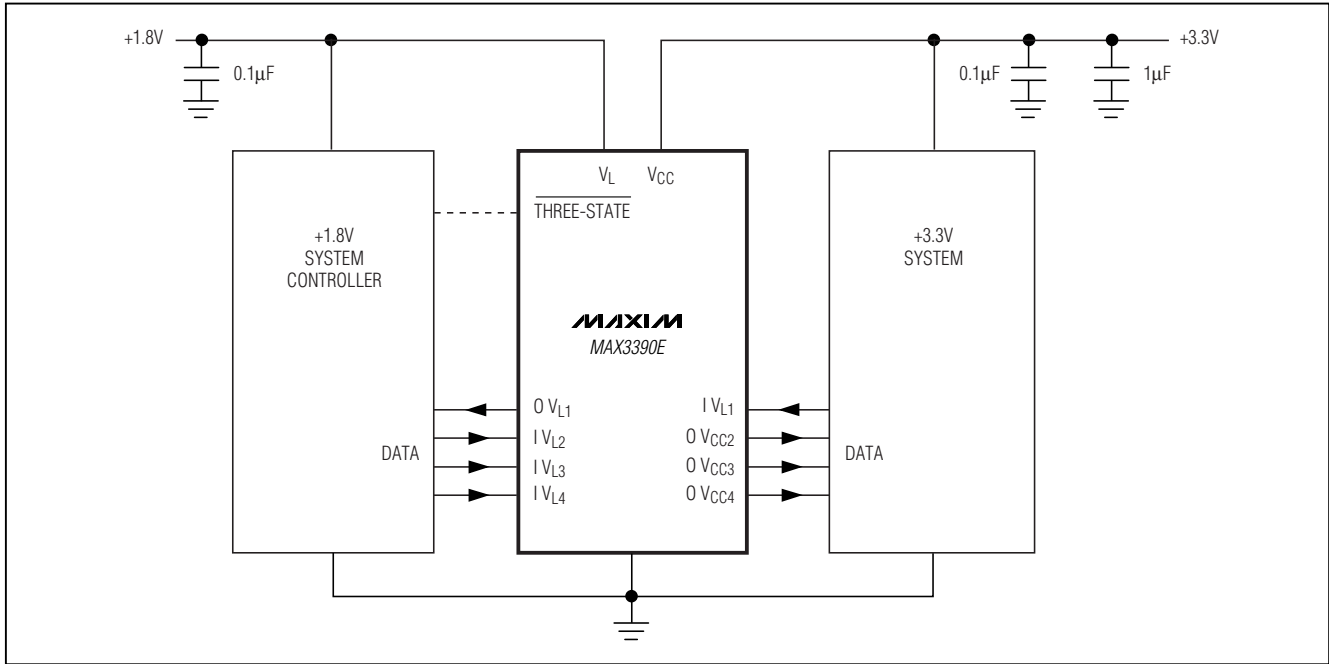 +1.8V
0.1µF
0.1µF
1µF
+3.3V
VL
VCC
THREE-STATE
+1.8V
SYSTEM
CONTROLLER
DATA
MAXIM
MAX3390E
O VL1
I VL2
I VL3
I VL4
I VL1
O VCC2
O VCC3
O VCC4
+3.3V
SYSTEM
DATA